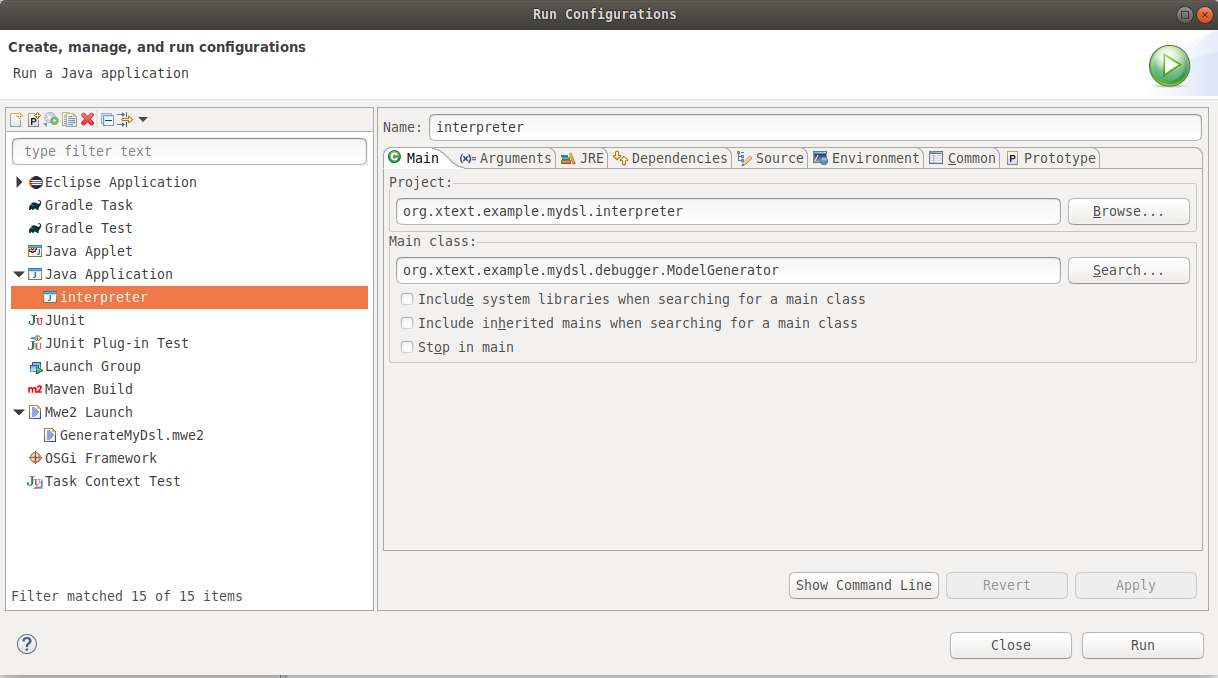 Run Configurations
Create, manage, and run configurations
Run a Java application
type filter text
Eclipse Application
Gradle Task
Gradle Test
Java Applet
Java Application
interpreter
JUnit
JUnit Plug-in Test
Launch Group
m2 Maven Build
Mwe2 Launch
GenerateMyDsl.mwe2
OSGi Framework
Task Context Test
Filter matched 15 of 15 items
Name: interpreter
Main (x)= Arguments JRE Dependencies Source Environment Common Prototype
Project:
org.xtext.example.mydsl.interpreter Browse...
Main class:
org.xtext.example.mydsl.debugger.ModelGenerator Search...
Include system libraries when searching for a main class
Include inherited mains when searching for a main class
Stop in main
Show Command Line Revert Apply
? Close Run